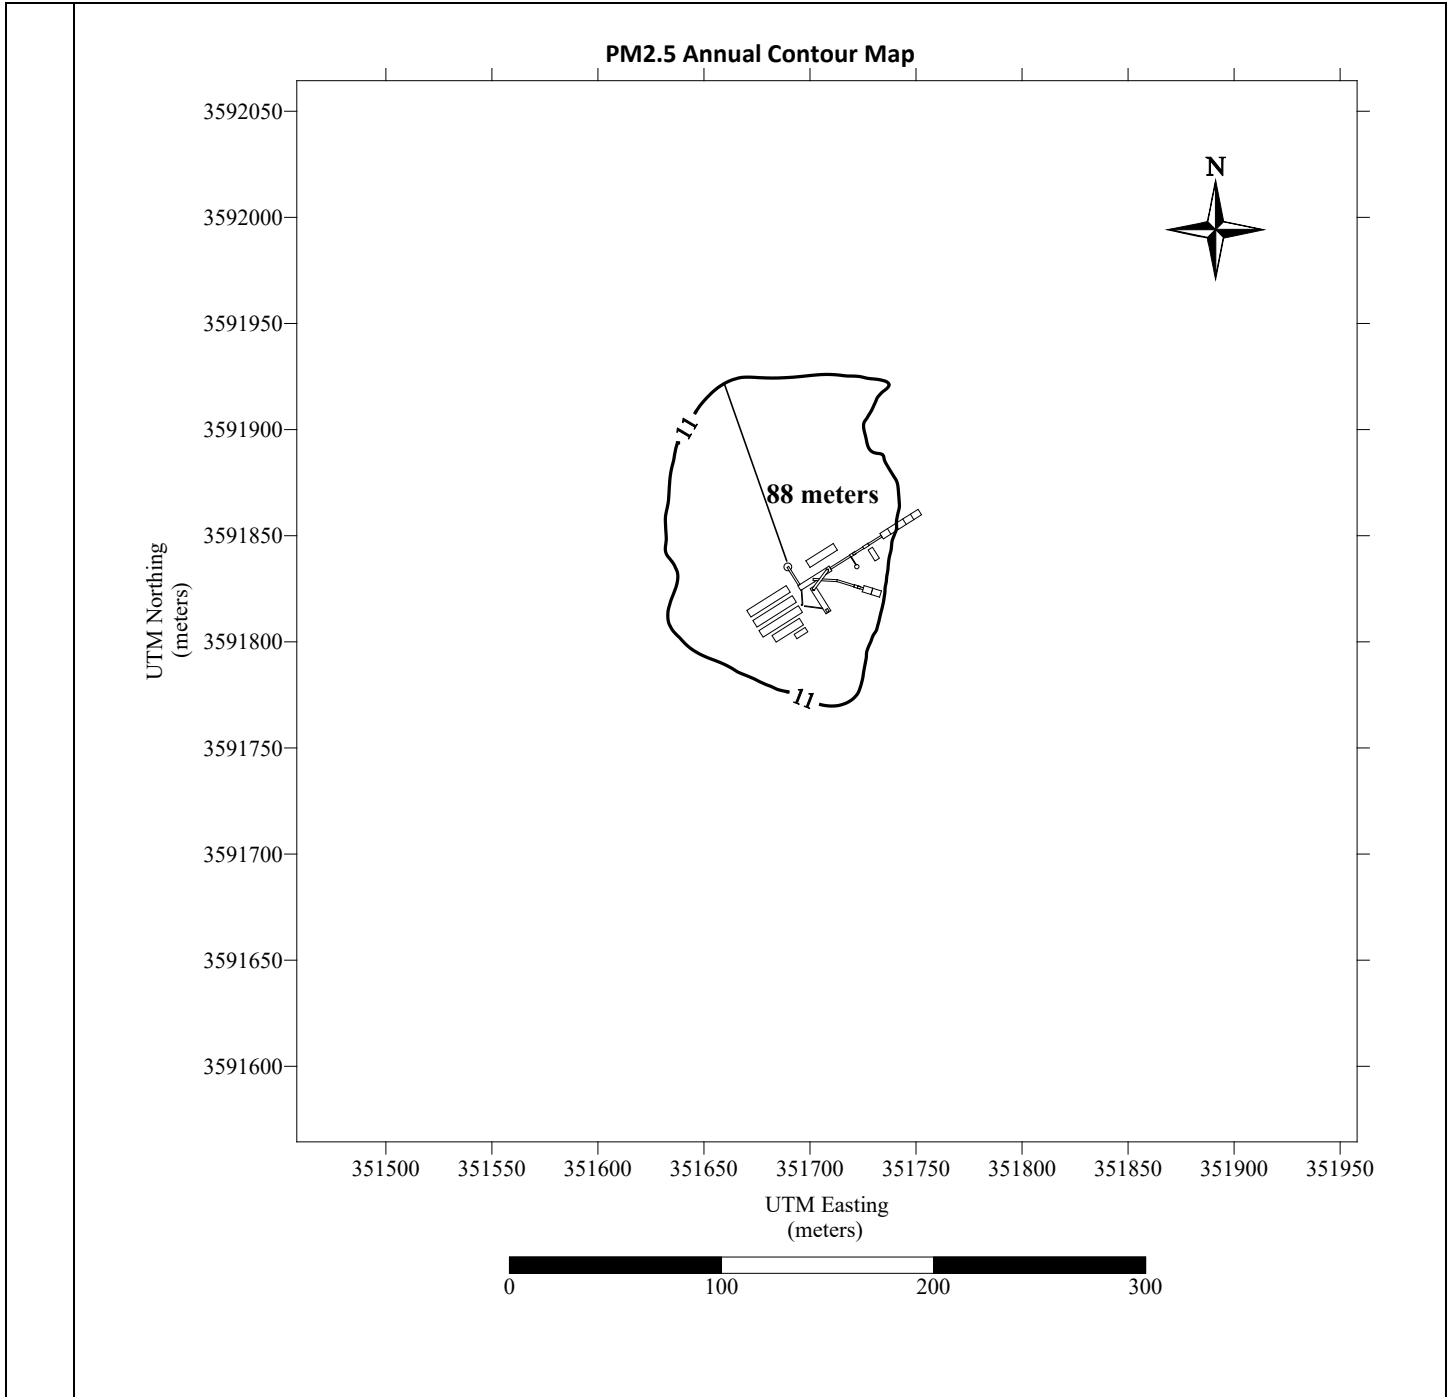 PM2.5 Annual Contour Map
3592050
N
3592000
3591950
3591900
11
88 meters
3591850
UTM Northing
(meters)
3591800
11
3591750
3591700
3591650
3591600
351500 351550 351600 351650 351700 351750 351800 351850 351900 351950
UTM Easting
(meters)
0 100 200 300